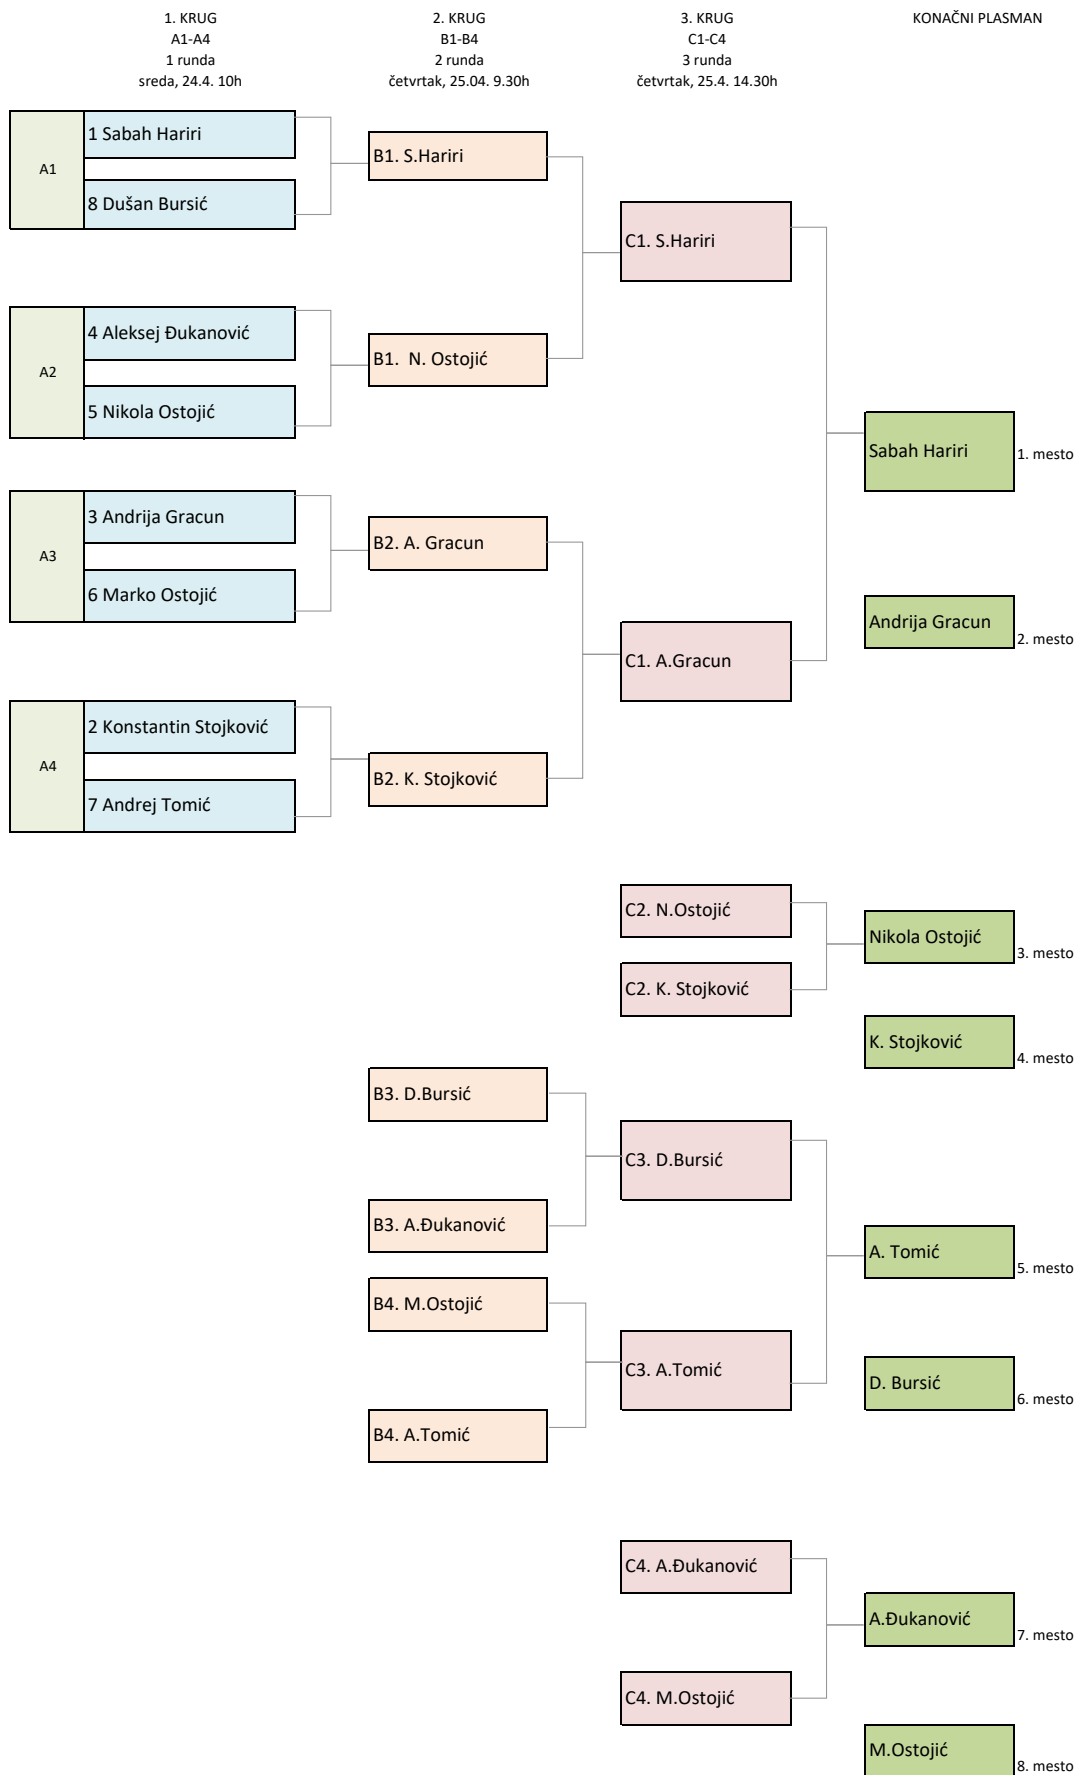 1. KRUG
A1-A4
1 runda
sreda, 24.4. 10h
2. KRUG
B1-B4
2 runda
četvrtak, 25.04. 9.30h
3. KRUG
C1-C4
3 runda
četvrtak, 25.4. 14.30h
KONAČNI PLASMAN
A1
1 Sabah Hariri
8 Dušan Bursić
A2
4 Aleksej Đukanović
5 Nikola Ostojić
A3
3 Andrija Gracun
6 Marko Ostojić
A4
2 Konstantin Stojković
7 Andrej Tomić
B1. S.Hariri
B1. N. Ostojić
B2. A. Gracun
B2. K. Stojković
C1. S.Hariri
C1. A.Gracun
Sabah Hariri
1. mesto
Andrija Gracun
2. mesto
C2. N.Ostojić
C2. K. Stojković
Nikola Ostojić
3. mesto
K. Stojković
4. mesto
B3. D.Bursić
B3. A.Đukanović
B4. M.Ostojić
B4. A.Tomić
C3. D.Bursić
C3. A.Tomić
A. Tomić
5. mesto
D. Bursić
6. mesto
C4. A.Đukanović
C4. M.Ostojić
A.Đukanović
7. mesto
M.Ostojić
8. mesto